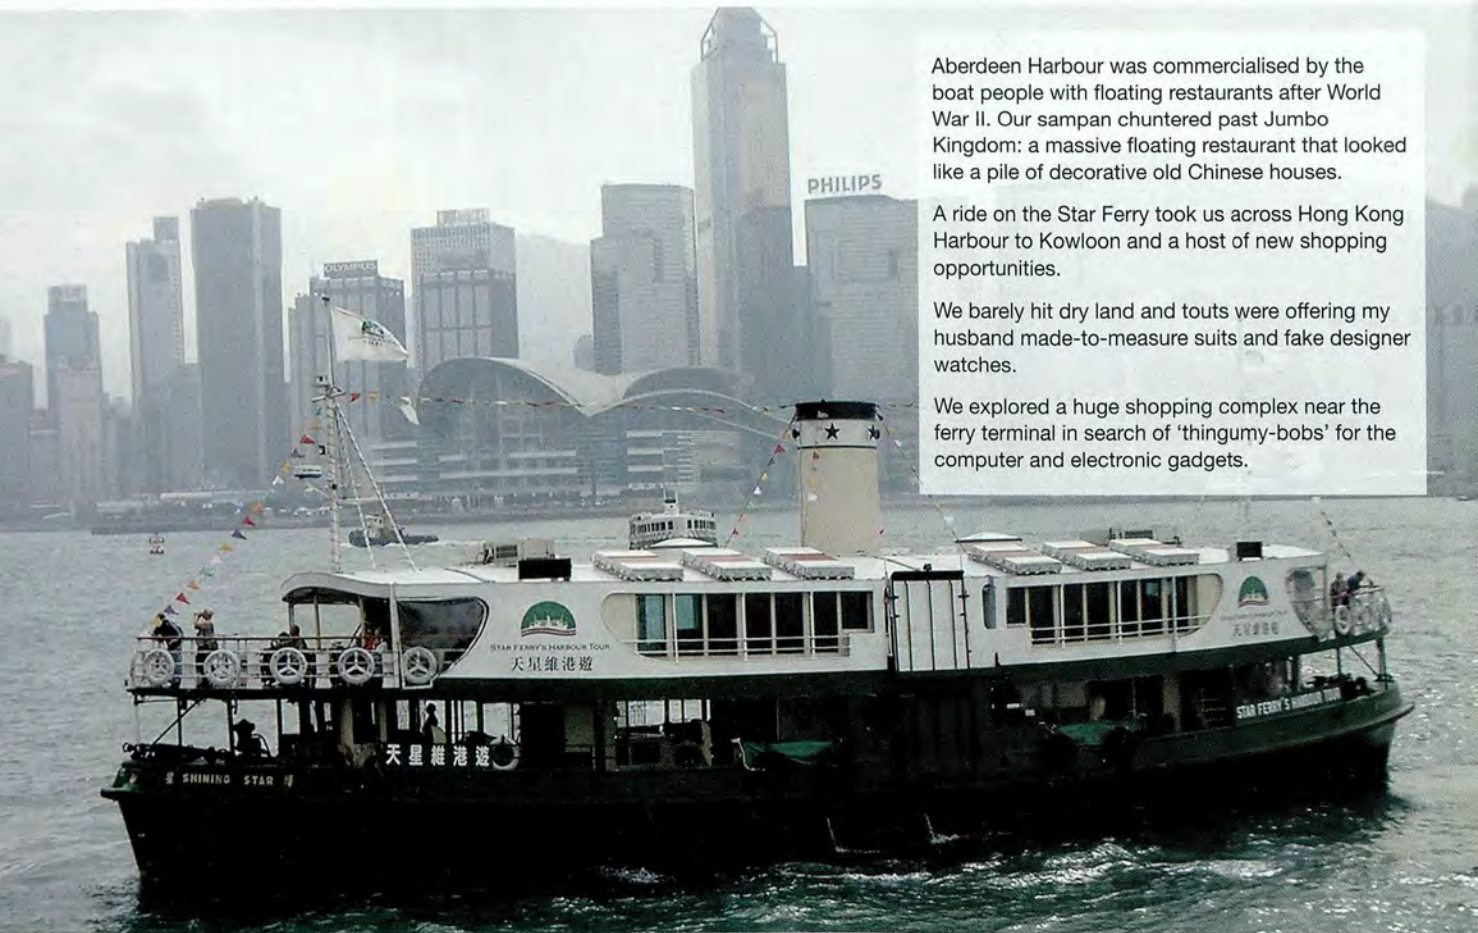 Aberdeen Harbour was commercialised by the
boat people with floating restaurants after World
War II. Our sampan chuntered past Jumbo
Kingdom: a massive floating restaurant that looked
like a pile of decorative old Chinese houses.
A ride on the Star Ferry took us across Hong Kong
Harbour to Kowloon and a host of new shopping
opportunities.
We barely hit dry land and touts were offering my
husband made-to-measure suits and fake designer
watches.
We explored a huge shopping complex near the
ferry terminal in search of ‘thingumy-bobs’ for the
computer and electronic gadgets.
PHILIPS
OLYMPUS
STAR FERRY'S HARBOUR TOUR
天星維港遊
天星維港遊
天星維港遊
SHINING STAR
STAR FERRY'S